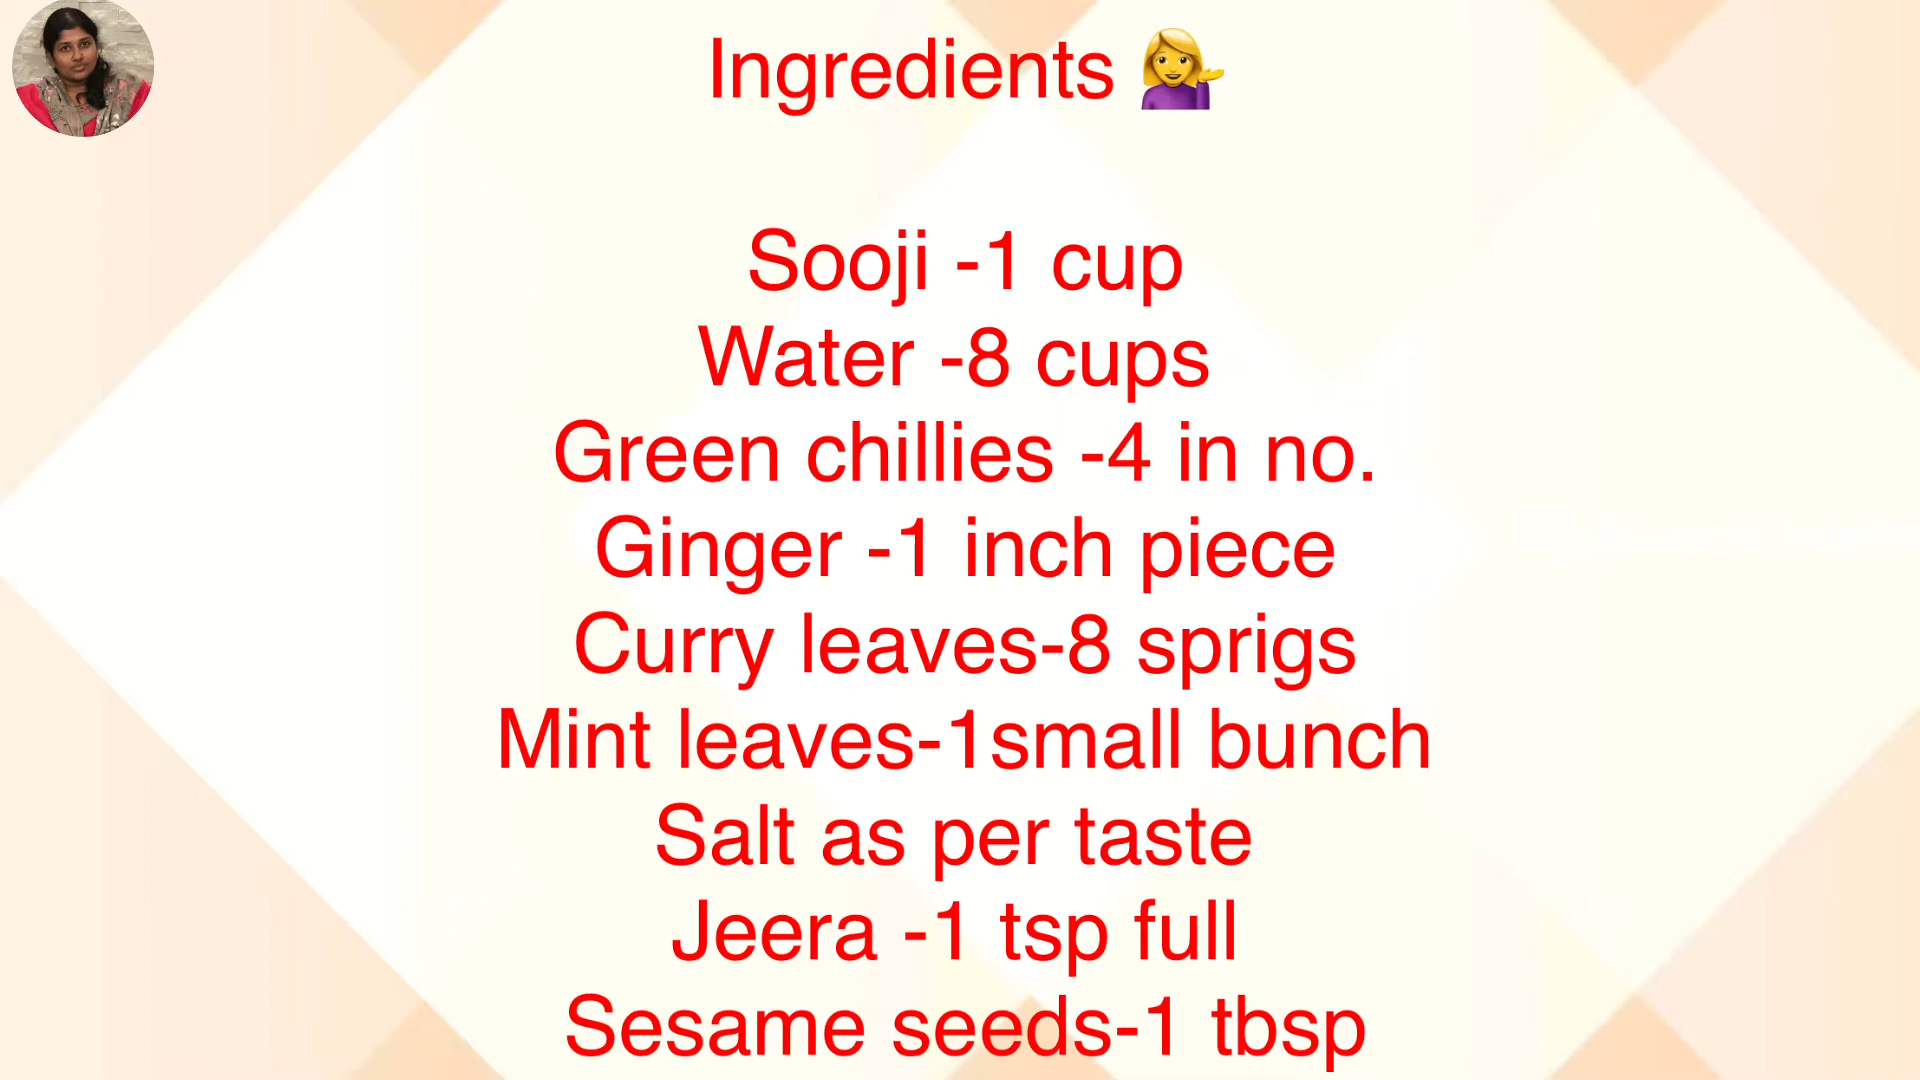 Ingredients 💁‍♀️
Sooji -1 cup
Water -8 cups
Green chillies -4 in no.
Ginger -1 inch piece
Curry leaves-8 sprigs
Mint leaves-1small bunch
Salt as per taste
Jeera -1 tsp full
Sesame seeds-1 tbsp